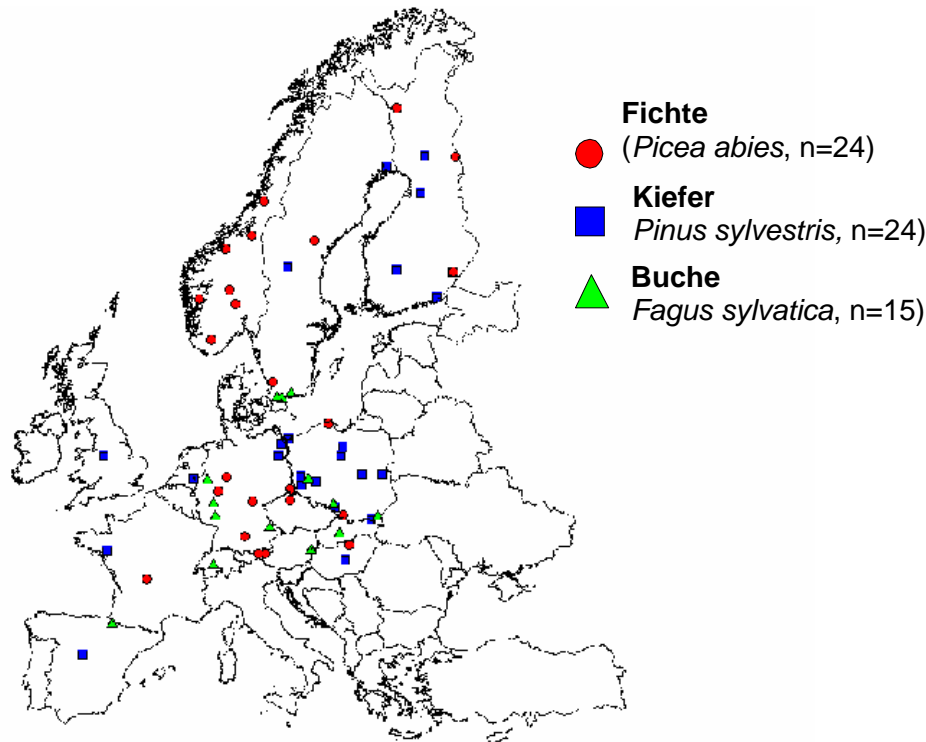 Fichte
(Picea abies, n=24)
Kiefer
Pinus sylvestris, n=24)
Buche
Fagus sylvatica, n=15)